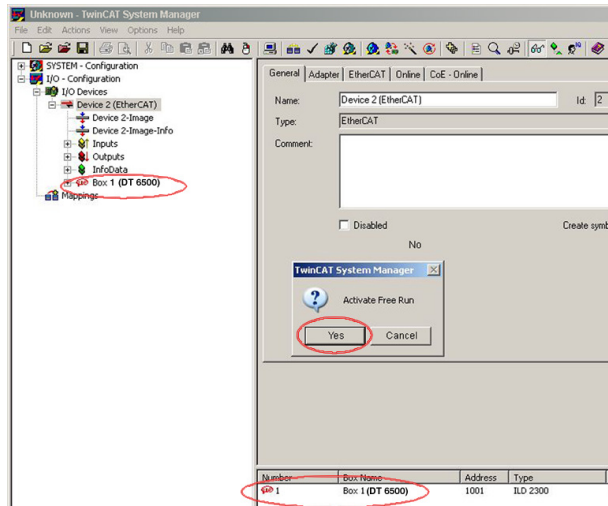 Unknown - TwinCAT System Manager
File Edit Actions View Options Help
SYSTEM - Configuration
I/O - Configuration
I/O Devices
Device 2 (EtherCAT)
Device 2-Image
Device 2-Image-Info
Inputs
Outputs
InfoData
Box 1 (DT 6500)
Mappings
General Adapter EtherCAT Online CoE - Online
Name: Device 2 (EtherCAT) Id: 2
Type: EtherCAT
Comment:
Disabled Create symb
No
TwinCAT System Manager
Activate Free Run
Yes Cancel
Number Box Name Address Type
1 Box 1 (DT 6500) 1001 ILD 2300